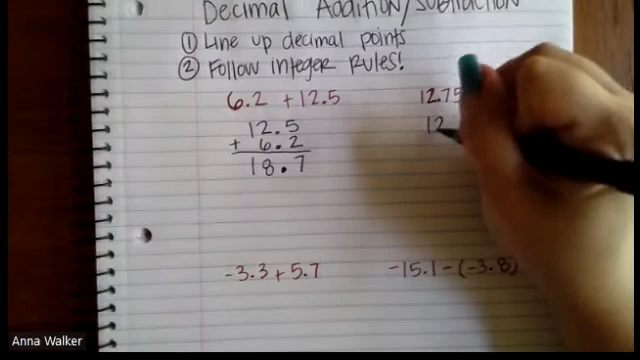 Decimal Addition/Subtraction
① Line up decimal points
② Follow integer Rules!
6.2 + 12.5
12.75
12.5
+ 6.2
18.7
12
-3.3 + 5.7
-15.1 - (-3.8)
Anna Walker